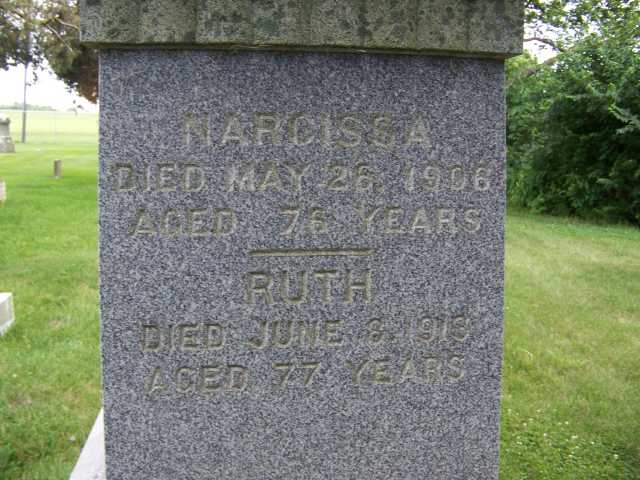 NARCISSA
DIED MAY 26, 1906
AGED 76 YEARS
RUTH
DIED JUNE 8 1913
AGED 77 YEARS